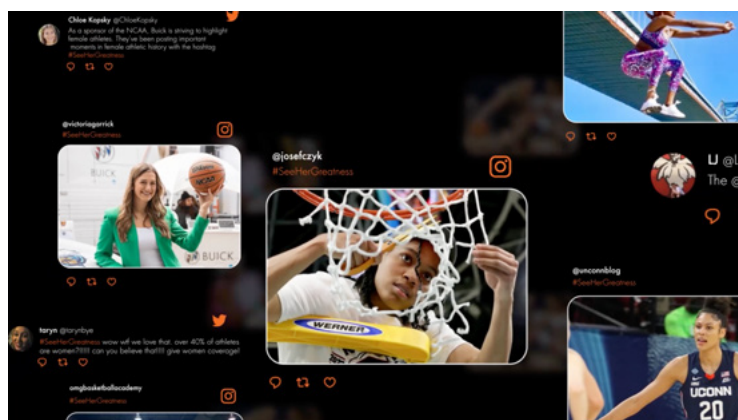 Chloe Kopsky @ChloeKopsky
As a sponsor of the NCAA, Buick is striving to highlight
female athletes. They've been posting important
moments in female athletic history with the hashtag
#SeeHerGreatness
@victoriagarrick
#SeeHerGreatness
BUICK
NCAA
BUICK
@josefczyk
#SeeHerGreatness
WERNER
LJ @L
The @
@unconnblog
#SeeHerGreatness
UCONN
20
taryn @tarynbye
#SeeHerGreatness wow wtf we love that. over 40% of athletes
are women?!!!! can you believe that!!!! give women coverage!
omgbasketballacademy
#SeeHerGreatness